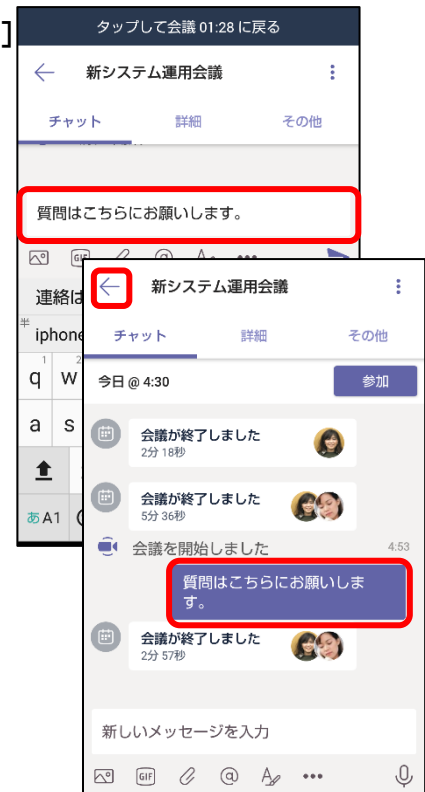 ]
タップして会議 01:28 に戻る
新システム運用会議
チャット 詳細 その他
質問はこちらにお願いします。
GIF @ A
連絡は
半 iphone
1 2
q w
a s
あA1
新システム運用会議
チャット 詳細 その他
今日 @ 4:30 参加
会議が終了しました
2分 18秒
会議が終了しました
5分 36秒
会議を開始しました 4:53
質問はこちらにお願いしま
す。
会議が終了しました
2分 57秒
新しいメッセージを入力
GIF @ A